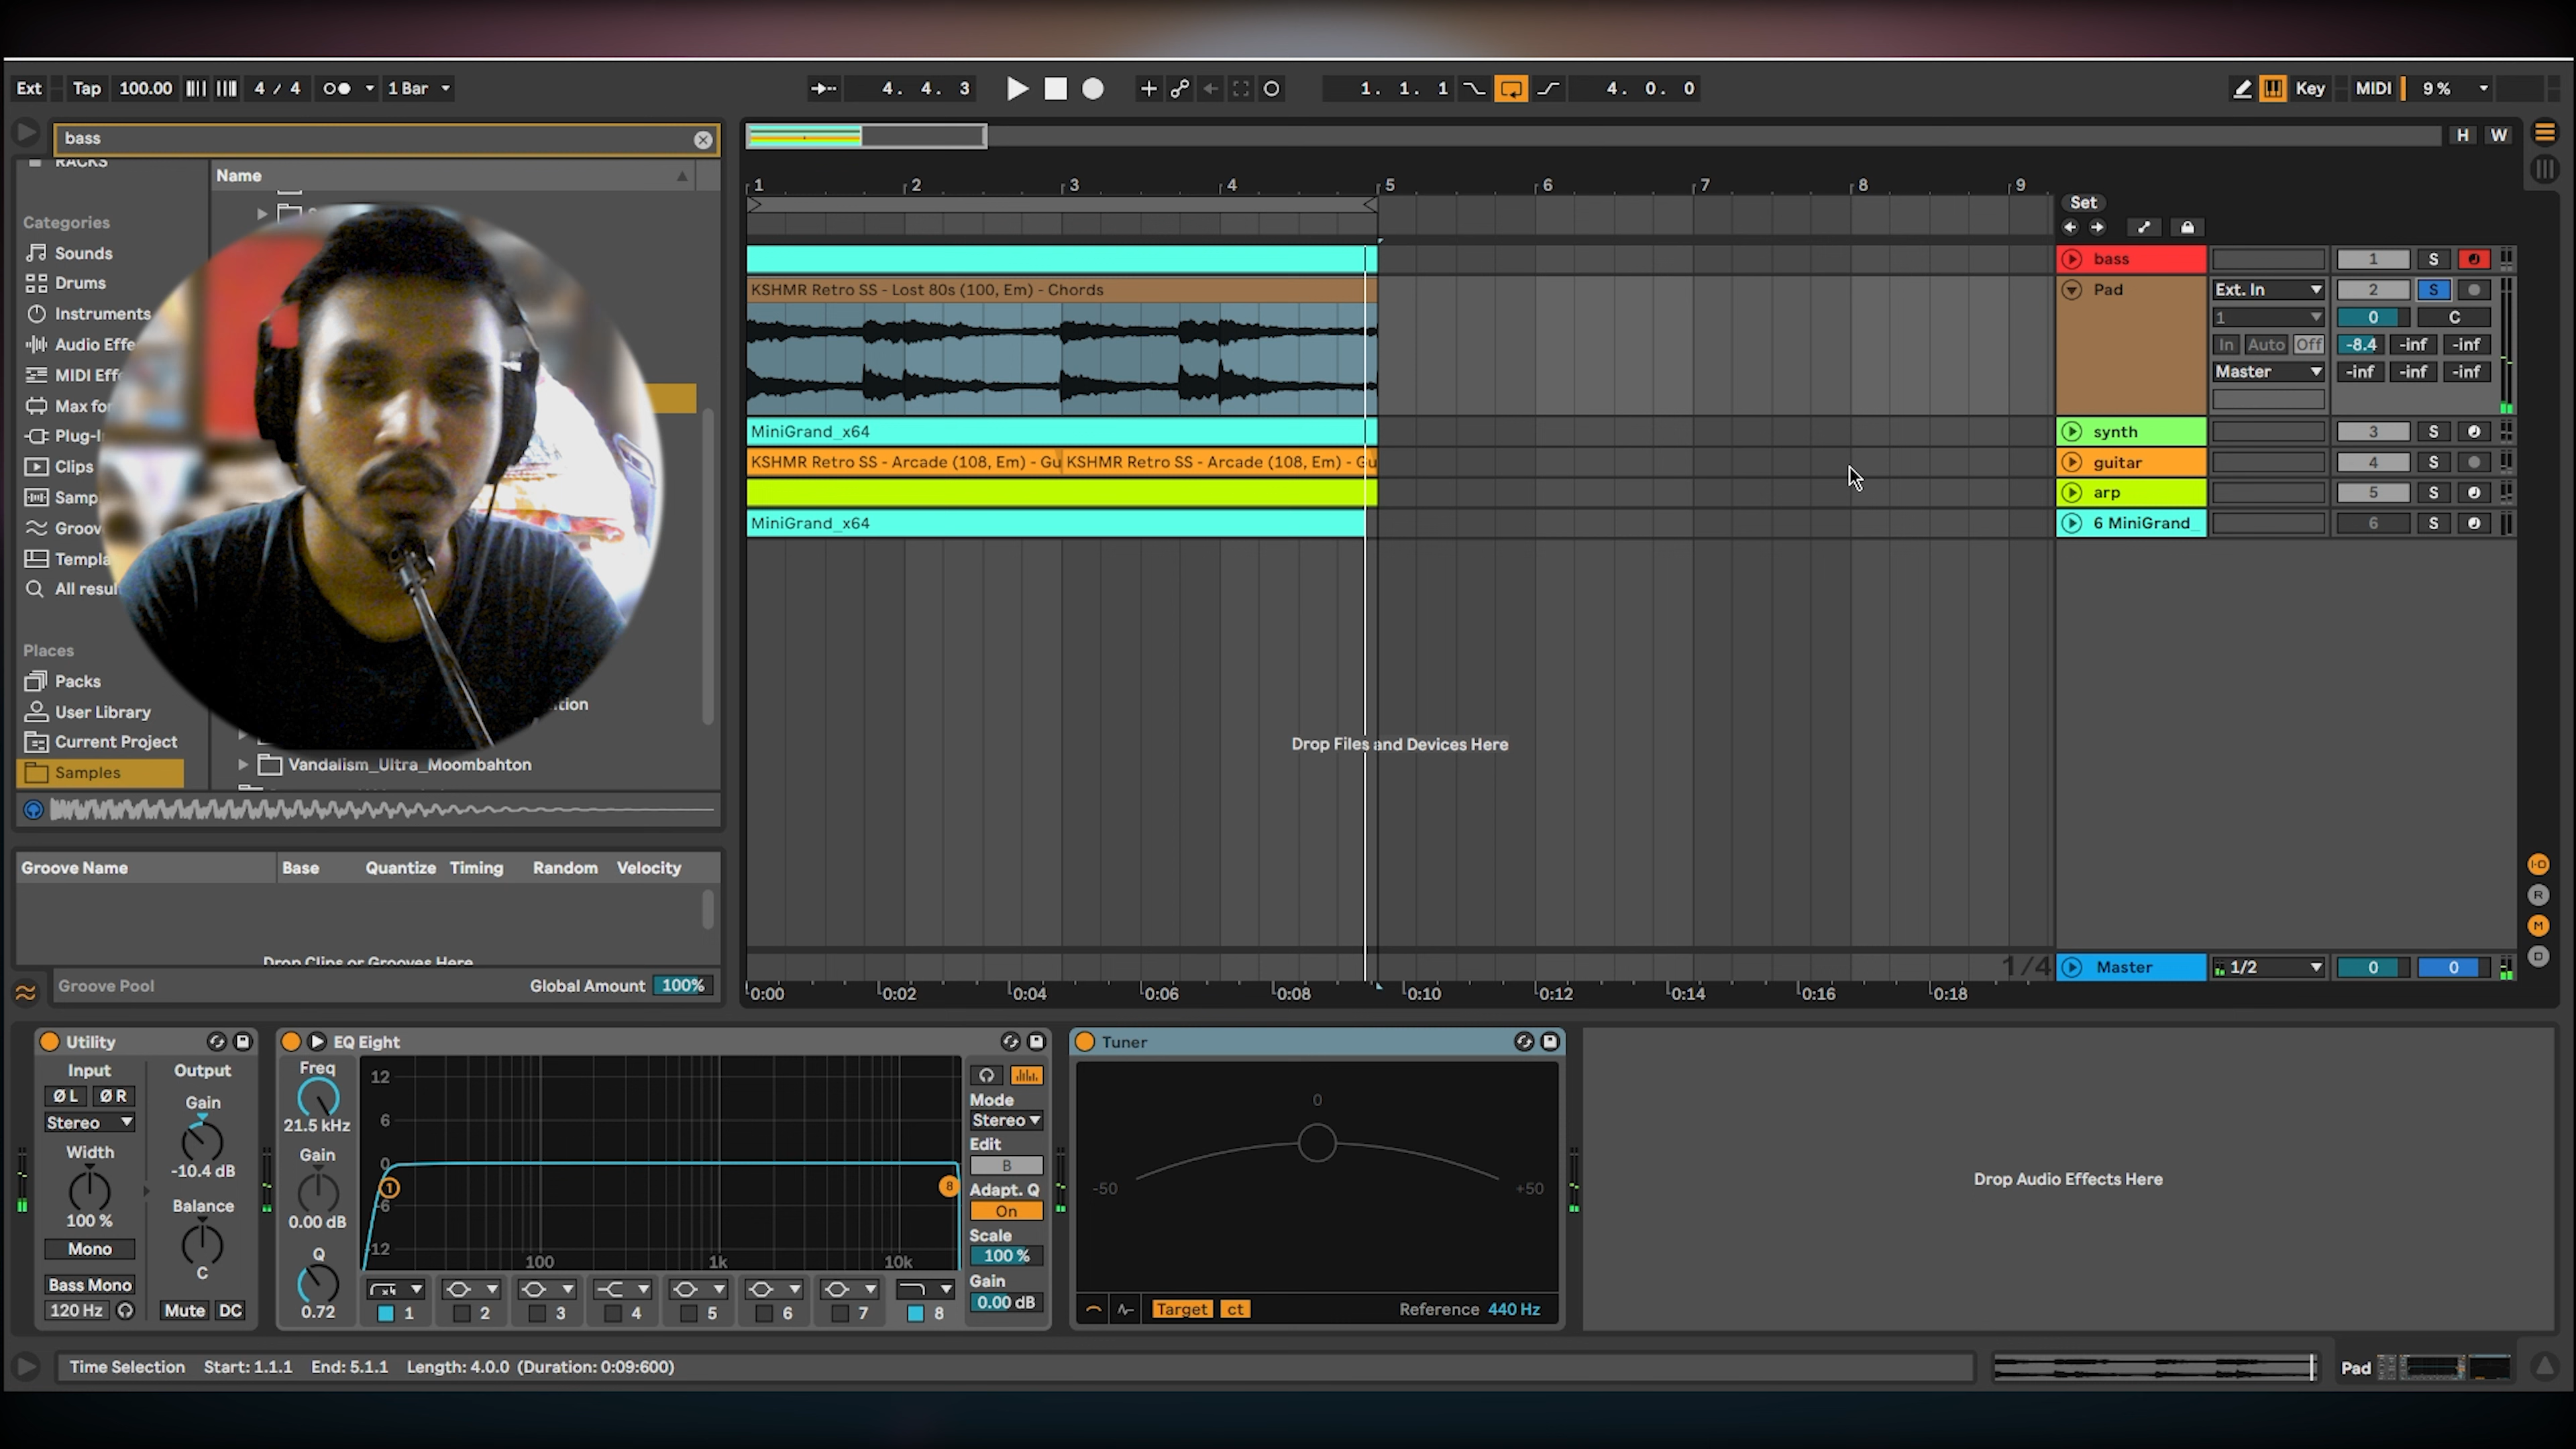 Ext Tap 100.00 4 / 4 1 Bar 4. 4. 3 1. 1. 1 4. 0. 0 Key MIDI 9 %
bass
H W
RACKS
Name
1 2 3 4 5 6 7 8 9
Set
Categories
Sounds
Drums
Instruments
Audio Effe
MIDI Effe
Max for
Plug-I
Clips
Samp
Groov
Templa
All resul
Places
Packs
User Library
Current Project
Samples
tion
Vandalism_Ultra_Moombahton
KSHMR Retro SS - Lost 80s (100, Em) - Chords
MiniGrand_x64
KSHMR Retro SS - Arcade (108, Em) - Gu KSHMR Retro SS - Arcade (108, Em) - Gu
MiniGrand_x64
Drop Files and Devices Here
bass 1 S
Pad Ext. In 2 S
1 0 C
In Auto Off -8.4 -inf -inf
Master -inf -inf -inf
synth 3 S
guitar 4 S
arp 5 S
6 MiniGrand_ 6 S
I-O
R
M
D
1/4 Master 1/2 0 0
0:00 0:02 0:04 0:06 0:08 0:10 0:12 0:14 0:16 0:18
Groove Name Base Quantize Timing Random Velocity
Drop Clips or Grooves Here
Groove Pool Global Amount 100%
Utility
Input Output
Ø L Ø R Gain
Stereo
Width -10.4 dB
100 % Balance
Mono
C
Bass Mono
120 Hz Mute DC
EQ Eight
Freq
21.5 kHz
Gain
0.00 dB
Q
0.72
12
6
0
-6
-12
100 1k 10k
1 8
1 2 3 4 5 6 7 8
Mode
Stereo
Edit
B
Adapt. Q
On
Scale
100 %
Gain
0.00 dB
Tuner
0
-50 +50
Target ct Reference 440 Hz
Drop Audio Effects Here
Time Selection Start: 1.1.1 End: 5.1.1 Length: 4.0.0 (Duration: 0:09:600)
Pad